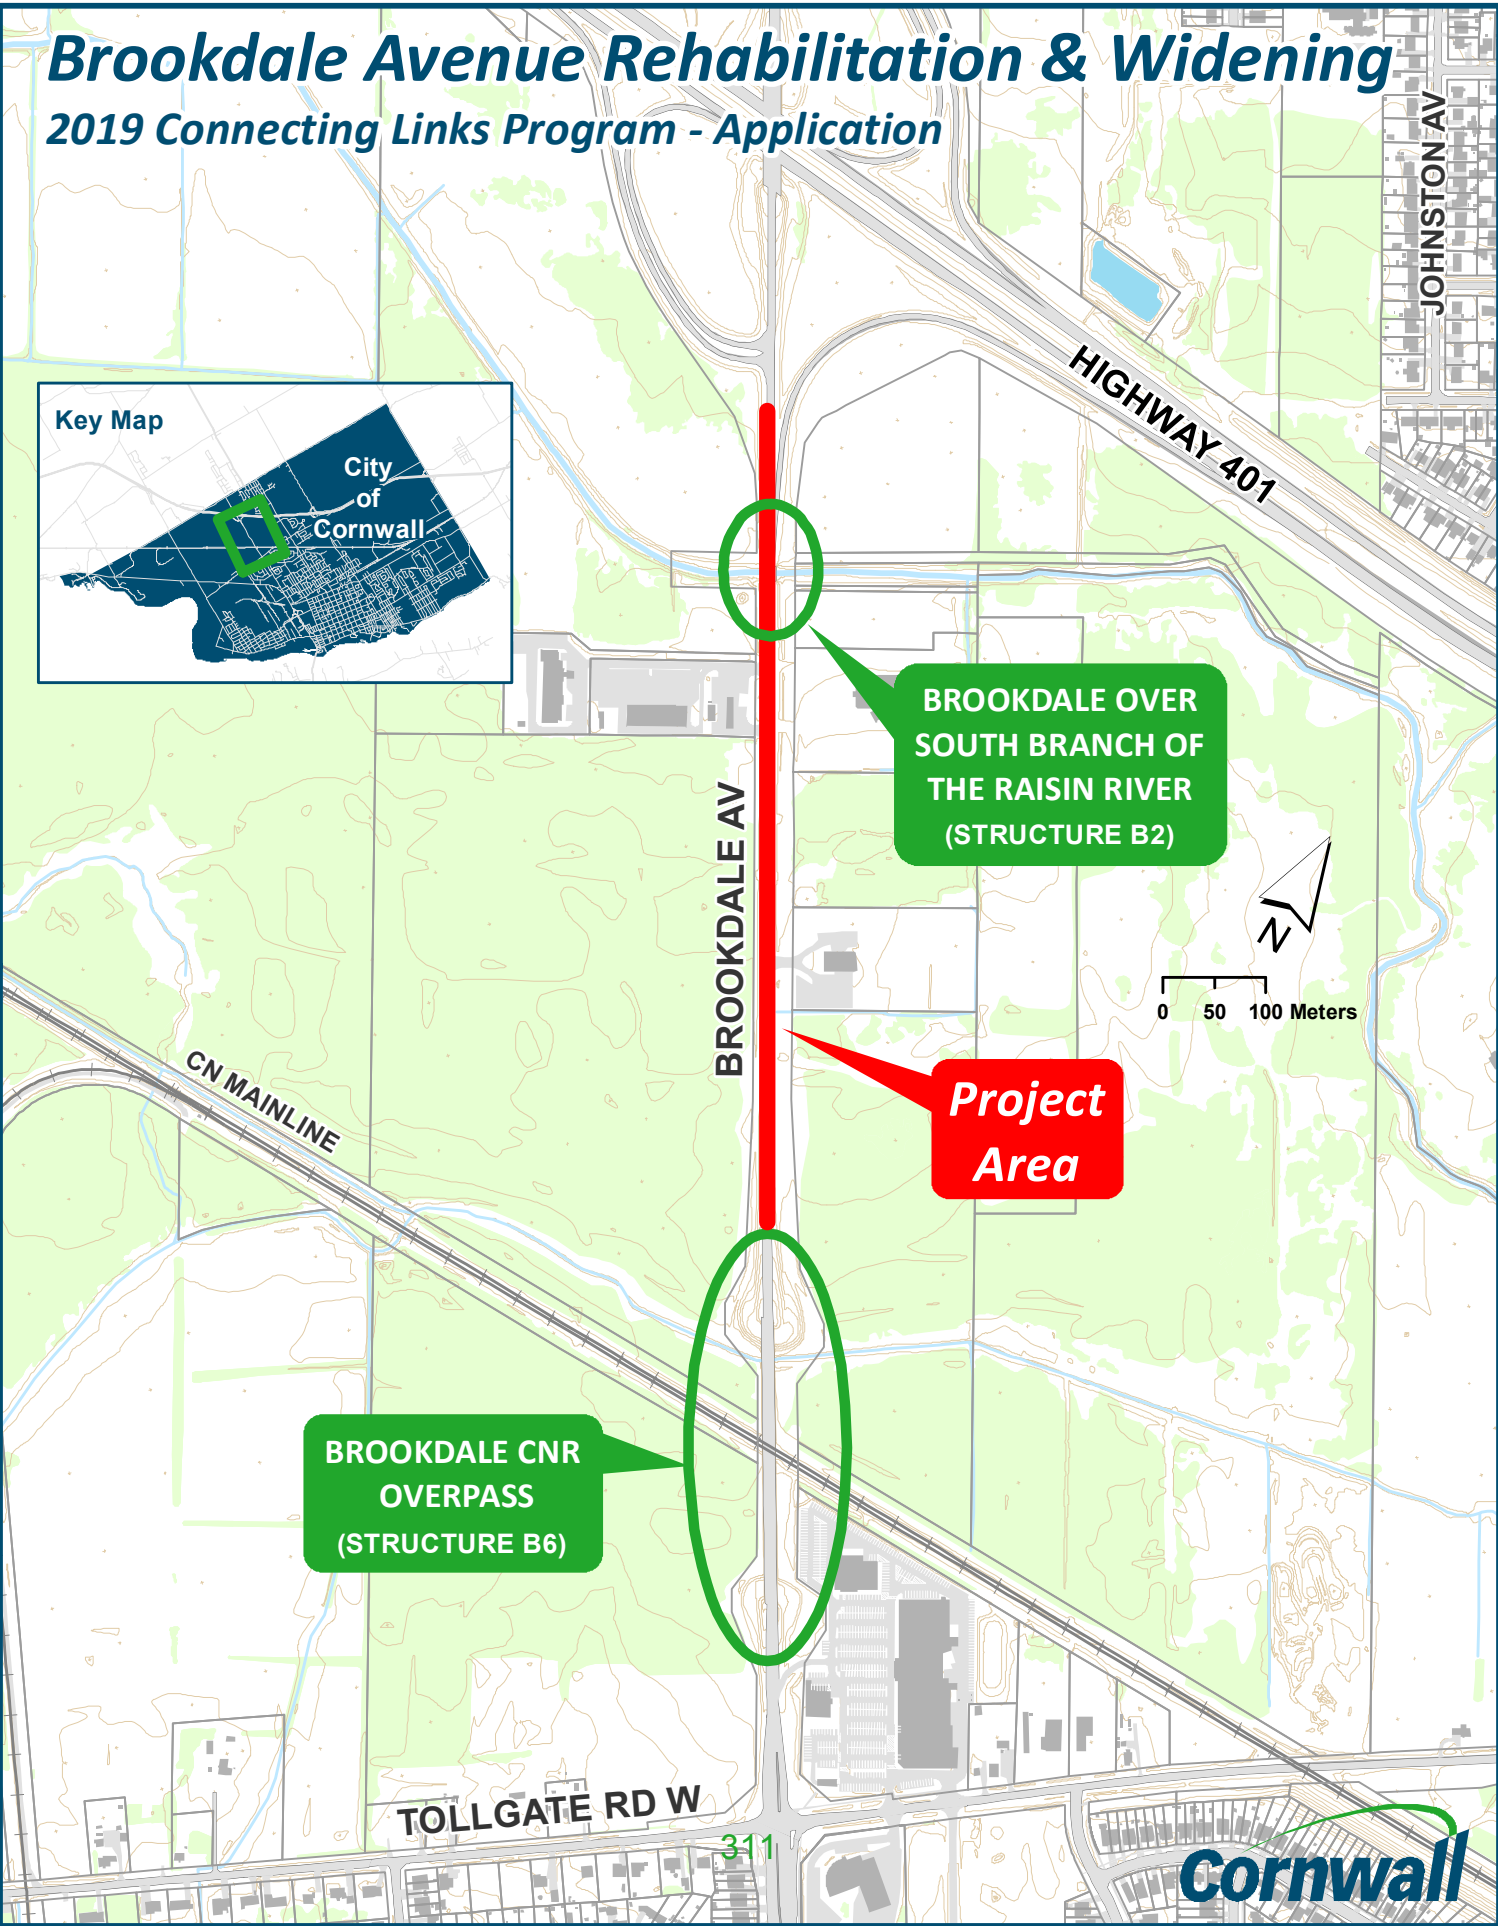 Brookdale Avenue Rehabilitation & Widening
2019 Connecting Links Program - Application
JOHNSTON AV
HIGHWAY 401
Key Map
City
of
Cornwall
BROOKDALE OVER
SOUTH BRANCH OF
THE RAISIN RIVER
(STRUCTURE B2)
BROOKDALE AV
N
0 50 100 Meters
CN MAINLINE
Project
Area
BROOKDALE CNR
OVERPASS
(STRUCTURE B6)
TOLLGATE RD W
311
Cornwall